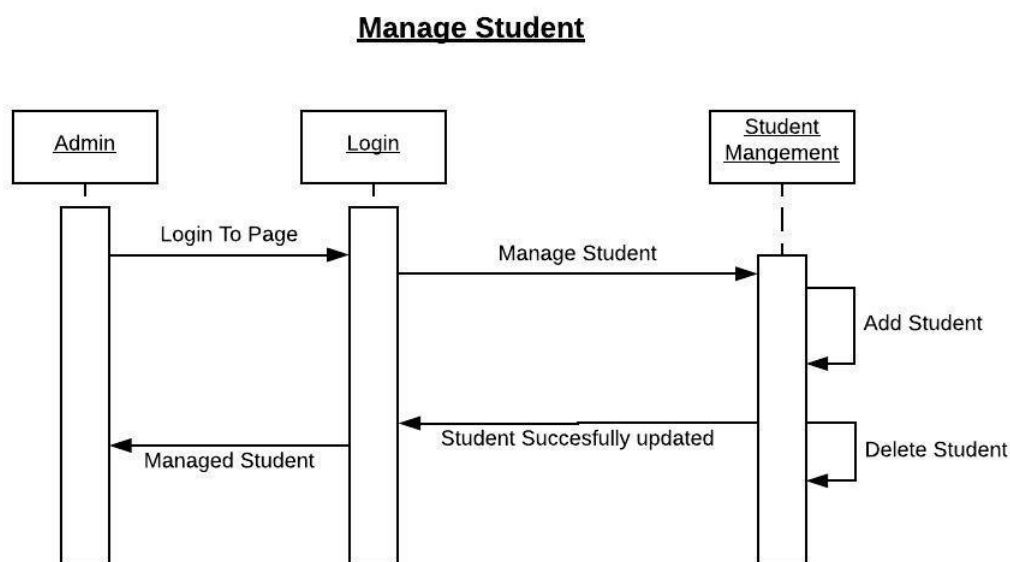 Manage Student
Admin
Login
Student
Mangement
Login To Page
Manage Student
Add Student
Student Succesfully updated
Managed Student
Delete Student